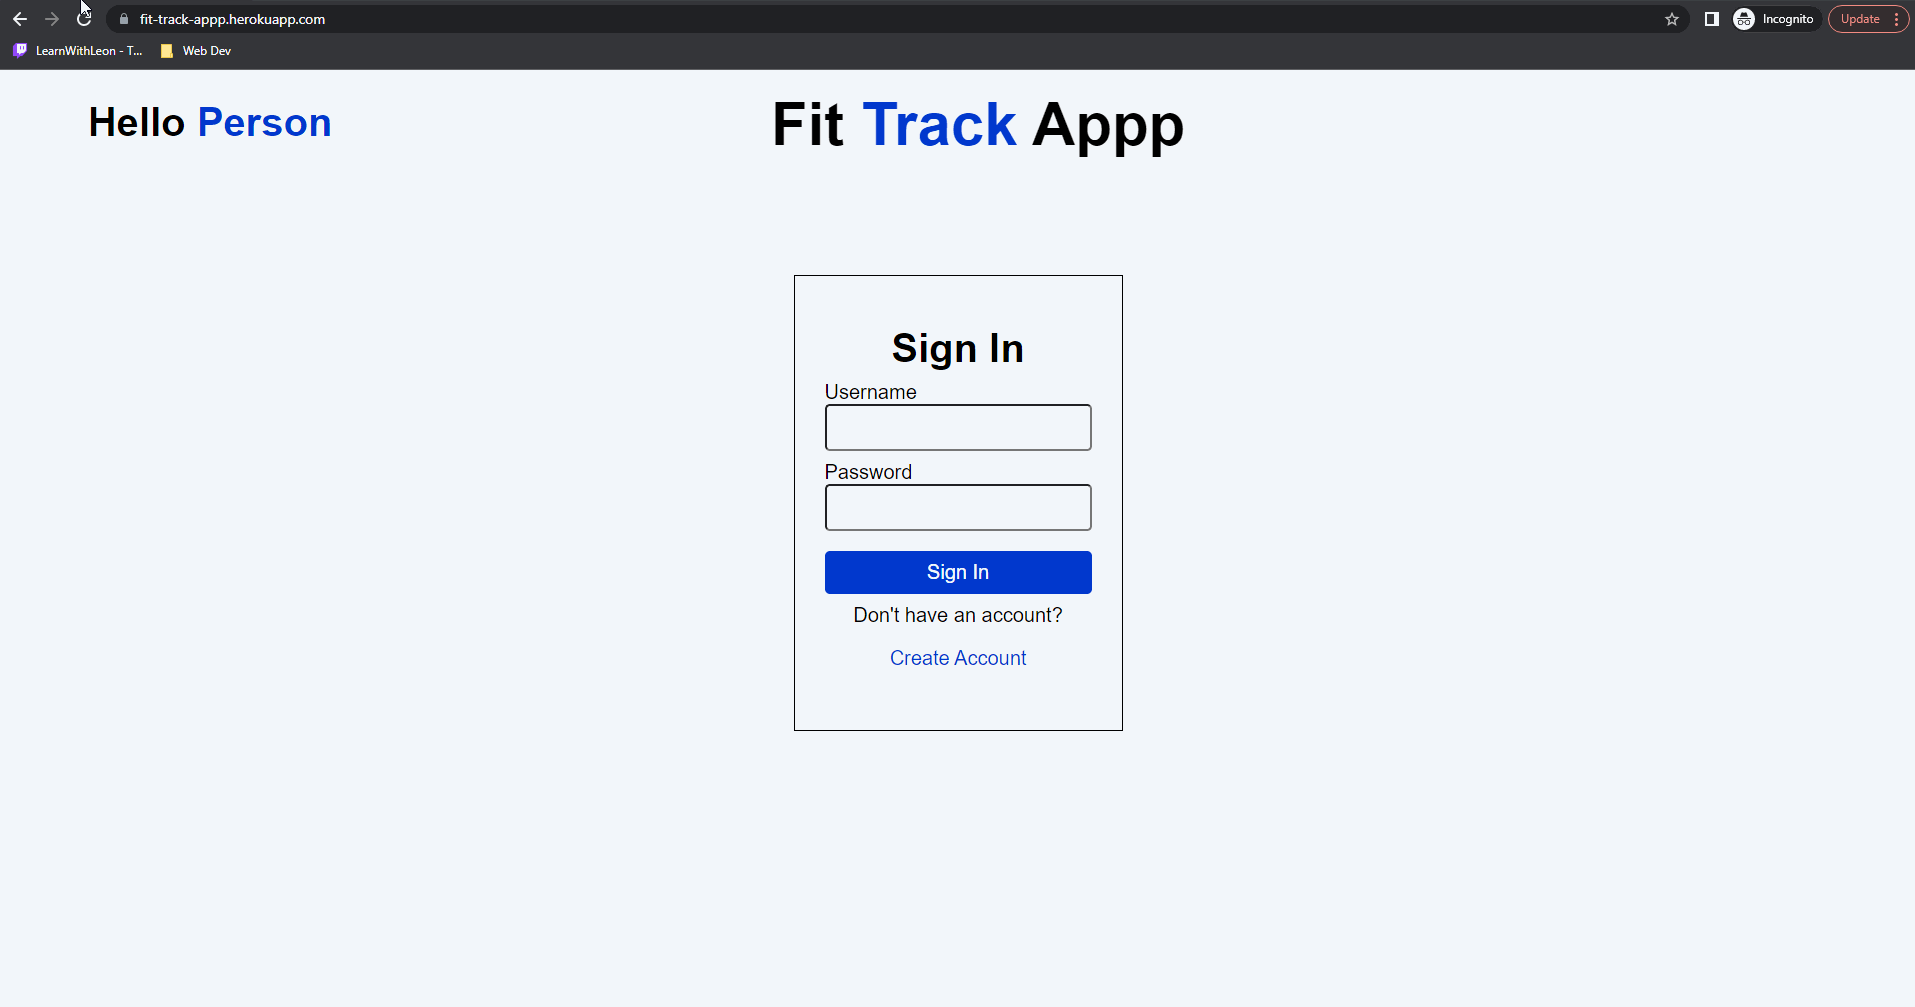 fit-track-appp.herokuapp.com
Incognito
Update
LearnWithLeon - T...
Web Dev
Hello Person
Fit Track Appp
Sign In
Username
Password
Sign In
Don't have an account?
Create Account